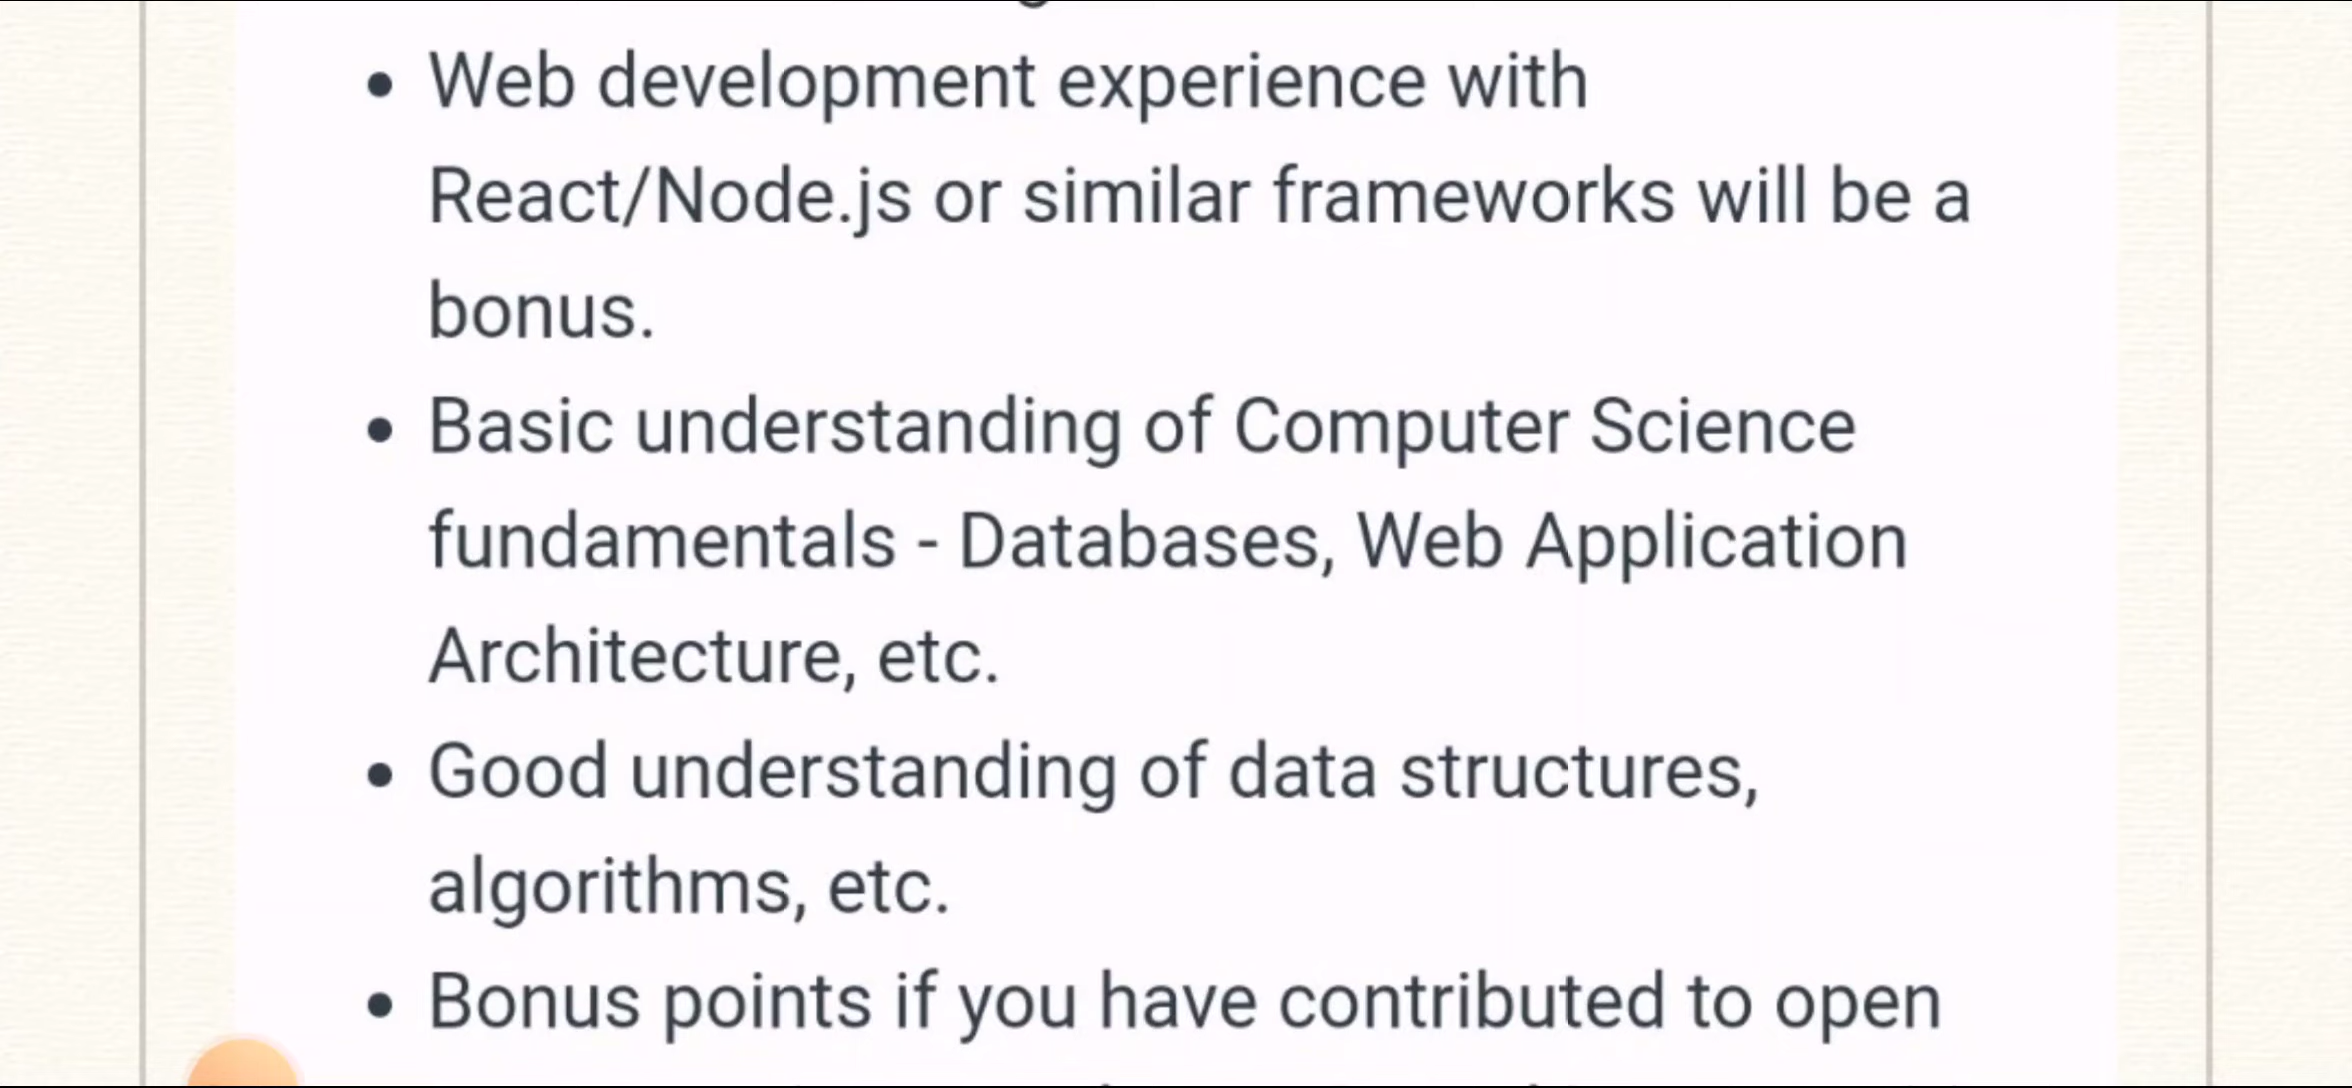 • Web development experience with
React/Node.js or similar frameworks will be a
bonus.
• Basic understanding of Computer Science
fundamentals - Databases, Web Application
Architecture, etc.
• Good understanding of data structures,
algorithms, etc.
• Bonus points if you have contributed to open